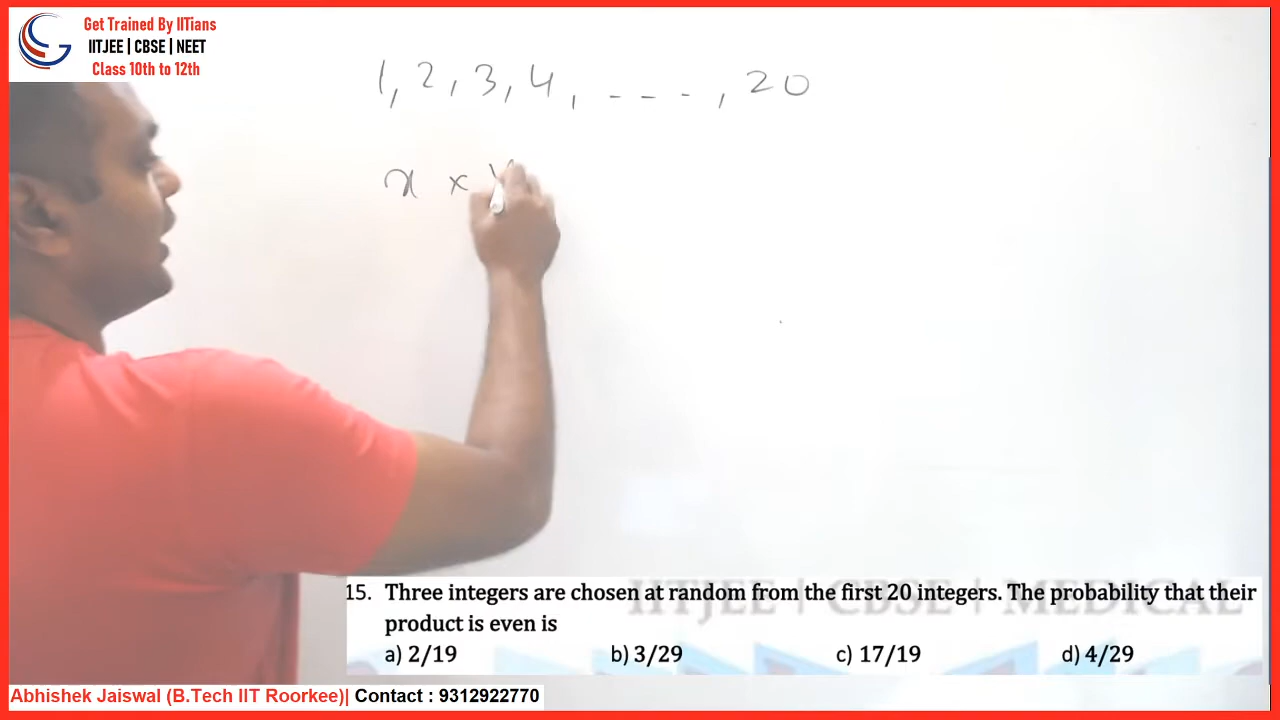 Get Trained By IITians
IITJEE | CBSE | NEET
Class 10th to 12th
1, 2, 3, 4, - - - -, 20
x × y
IITJEE + CBSE + MEDICAL
15. Three integers are chosen at random from the first 20 integers. The probability that their
product is even is
a) 2/19 b) 3/29 c) 17/19 d) 4/29
Abhishek Jaiswal (B.Tech IIT Roorkee)| Contact : 9312922770